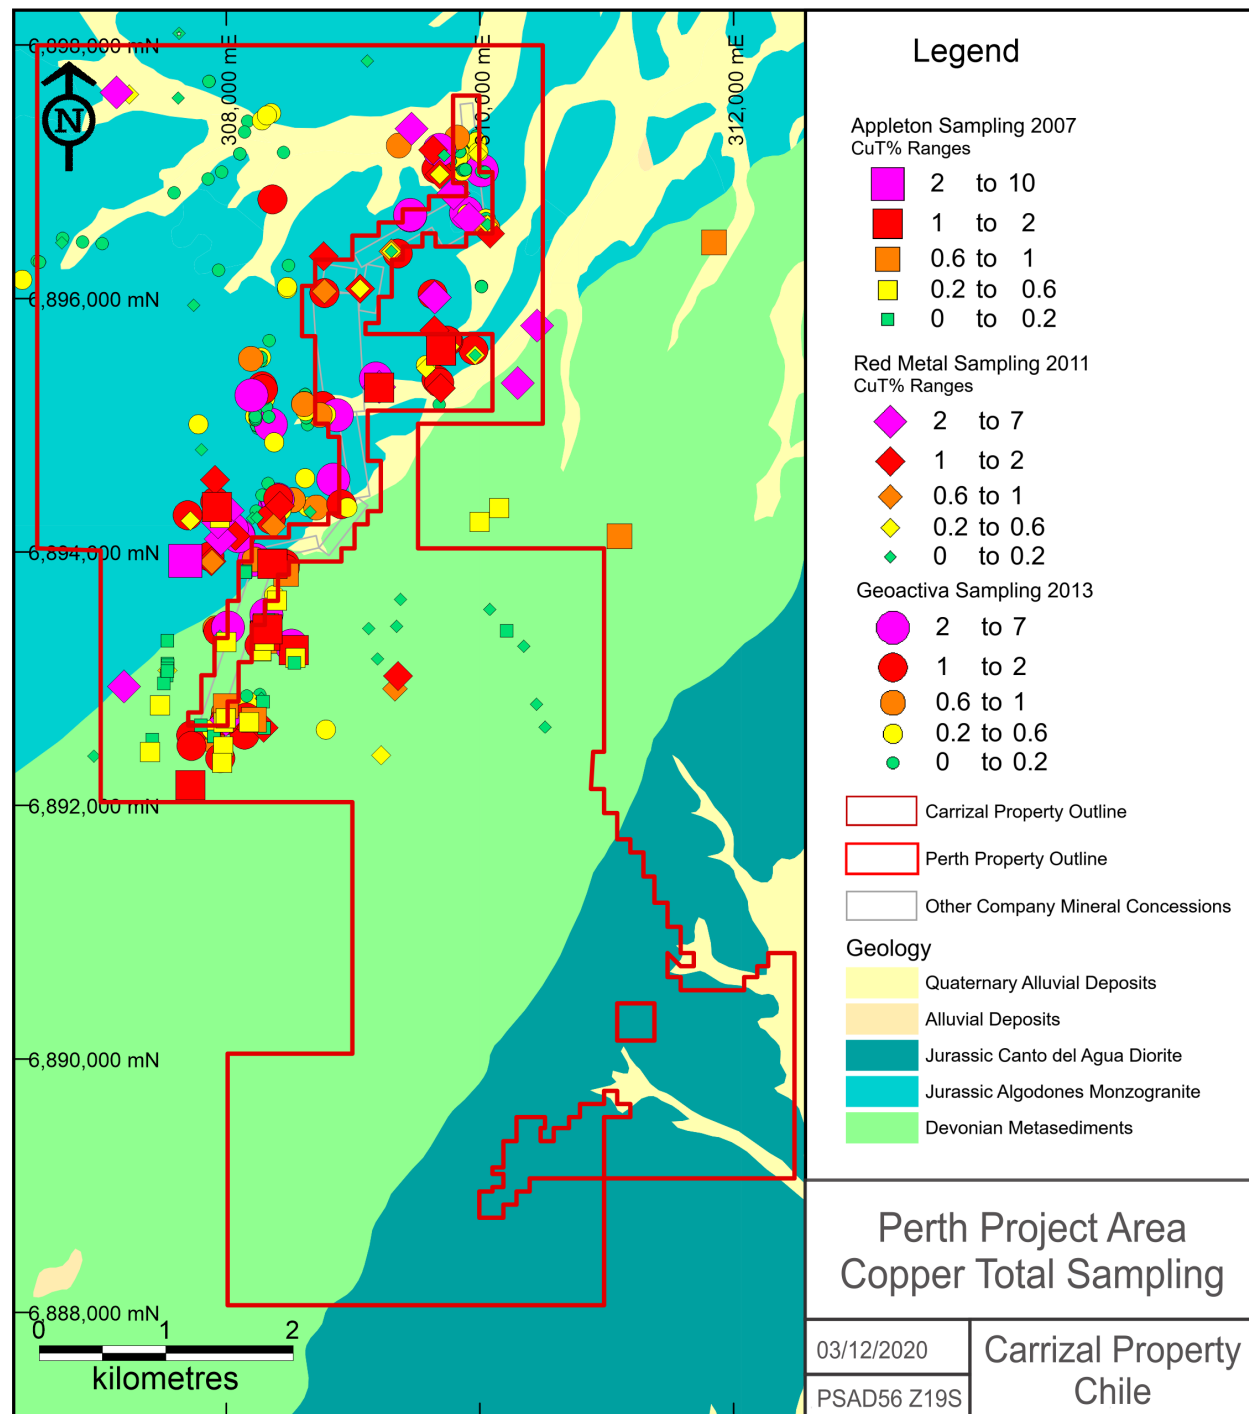 6,898,000 mN
308,000 mE
310,000 mE
312,000 mE
N
6,896,000 mN
6,894,000 mN
6,892,000 mN
6,890,000 mN
6,888,000 mN
0 1 2
kilometres
Legend
Appleton Sampling 2007
CuT% Ranges
2 to 10
1 to 2
0.6 to 1
0.2 to 0.6
0 to 0.2
Red Metal Sampling 2011
CuT% Ranges
2 to 7
1 to 2
0.6 to 1
0.2 to 0.6
0 to 0.2
Geoactiva Sampling 2013
2 to 7
1 to 2
0.6 to 1
0.2 to 0.6
0 to 0.2
Carrizal Property Outline
Perth Property Outline
Other Company Mineral Concessions
Geology
Quaternary Alluvial Deposits
Alluvial Deposits
Jurassic Canto del Agua Diorite
Jurassic Algodones Monzogranite
Devonian Metasediments
Perth Project Area
Copper Total Sampling
03/12/2020
PSAD56 Z19S
Carrizal Property
Chile